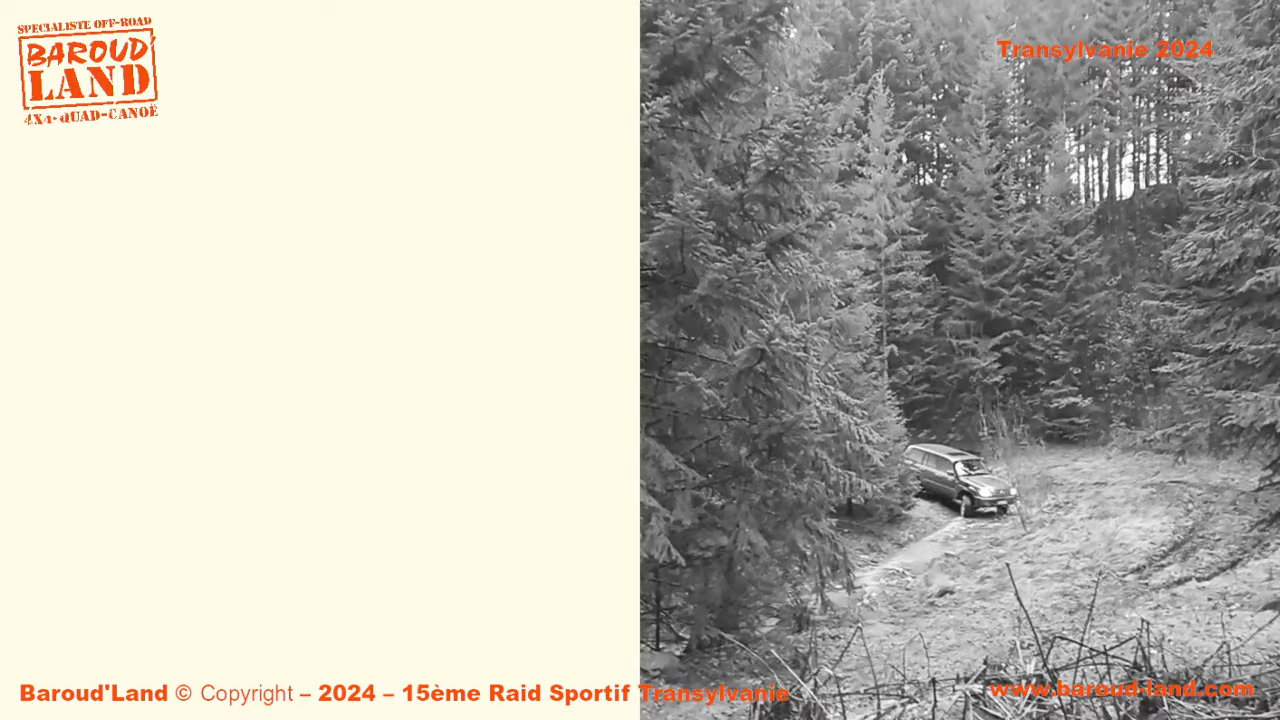 SPECIALISTE OFF-ROAD
BAROUD'
LAND
4X4-QUAD-CANOË
Transylvanie 2024
Baroud'Land © Copyright – 2024 – 15ème Raid Sportif Transylvanie
www.baroud-land.com